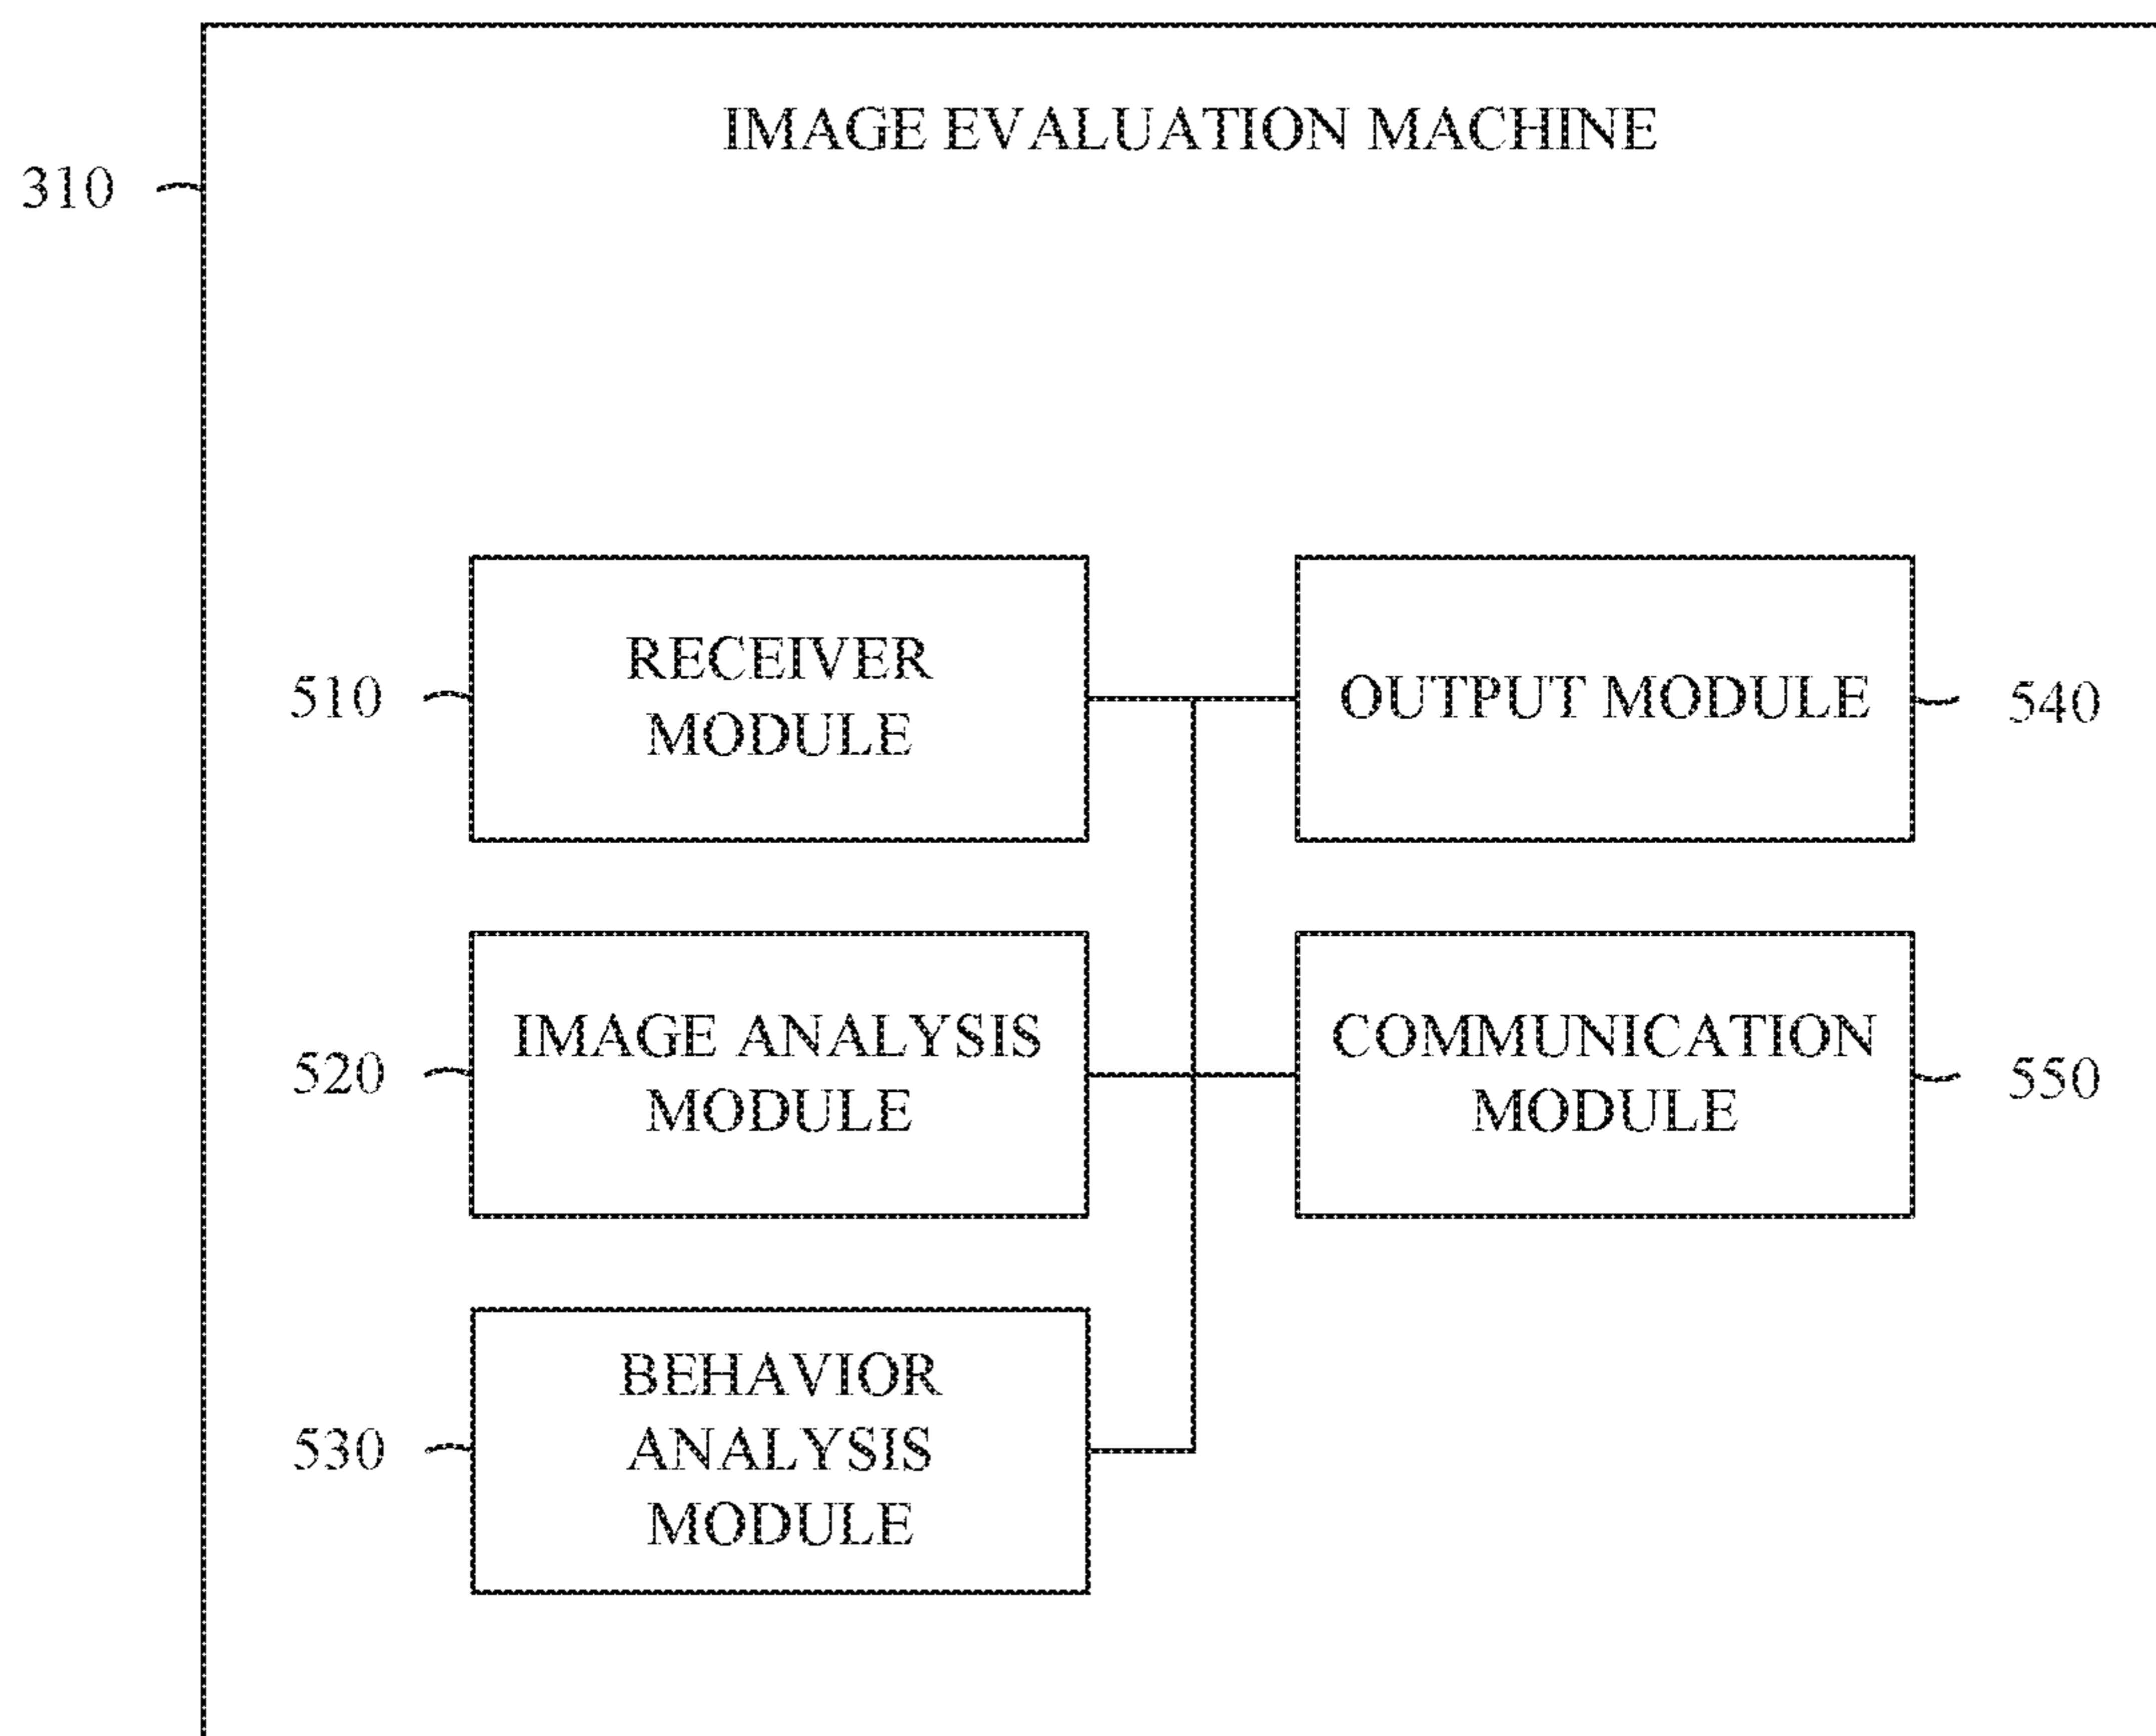 IMAGE EVALUATION MACHINE
310
RECEIVER
MODULE
510
OUTPUT MODULE
540
IMAGE ANALYSIS
MODULE
520
COMMUNICATION
MODULE
550
BEHAVIOR
ANALYSIS
MODULE
530